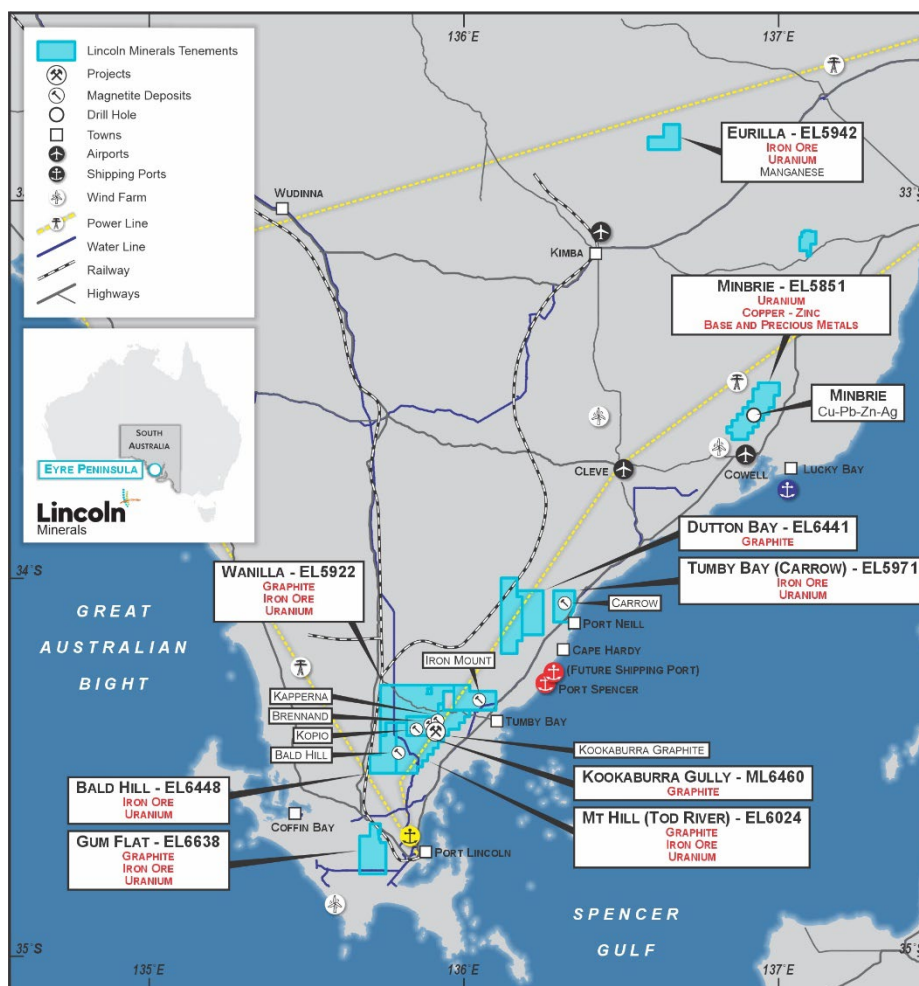 136°E
137°E
Lincoln Minerals Tenements
Projects
Magnetite Deposits
Drill Hole
Towns
Airports
Shipping Ports
Wind Farm
Power Line
Water Line
Railway
Highways
EURILLA - EL5942
IRON ORE
URANIUM
MANGANESE
33°S
WUDINNA
33°S
KIMBA
MINBRIE - EL5851
URANIUM
COPPER - ZINC
BASE AND PRECIOUS METALS
SOUTH
AUSTRALIA
EYRE PENINSULA
Lincoln
Minerals
MINBRIE
Cu-Pb-Zn-Ag
CLEVE
COWELL
LUCKY BAY
DUTTON BAY - EL6441
GRAPHITE
WANILLA - EL5922
GRAPHITE
IRON ORE
URANIUM
TUMBY BAY (CARROW) - EL5971
IRON ORE
URANIUM
34°S
34°S
GREAT
AUSTRALIAN
BIGHT
CARROW
PORT NEILL
CAPE HARDY
IRON MOUNT
(FUTURE SHIPPING PORT)
PORT SPENCER
KAPPERNA
BRENNAND
KOPIO
BALD HILL
TUMBY BAY
KOOKABURRA GRAPHITE
KOOKABURRA GULLY - ML6460
GRAPHITE
BALD HILL - EL6448
IRON ORE
URANIUM
MT HILL (TOD RIVER) - EL6024
GRAPHITE
IRON ORE
URANIUM
COFFIN BAY
GUM FLAT - EL6638
GRAPHITE
IRON ORE
URANIUM
PORT LINCOLN
SPENCER
GULF
35°S
35°S
135°E
136°E
137°E